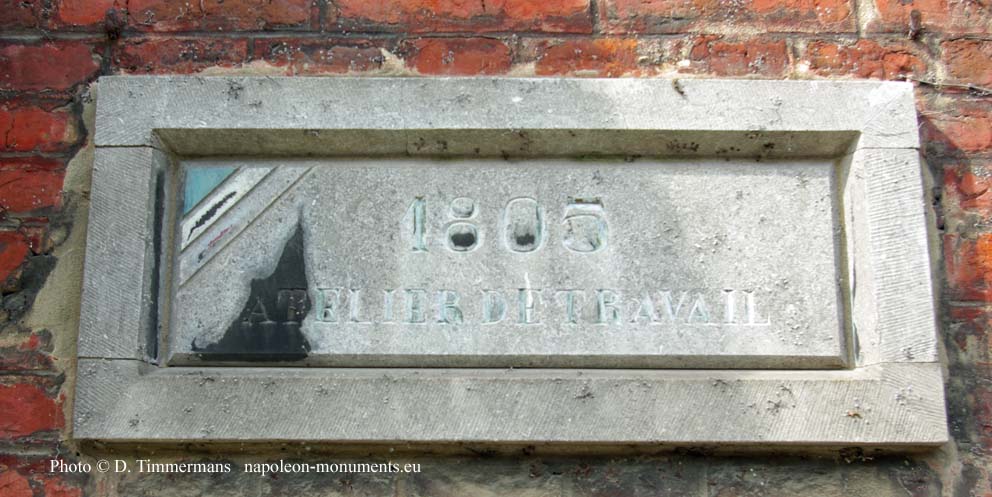 1805
ATELIER DE TRAVAIL
Photo © D. Timmermans napoleon-monuments.eu